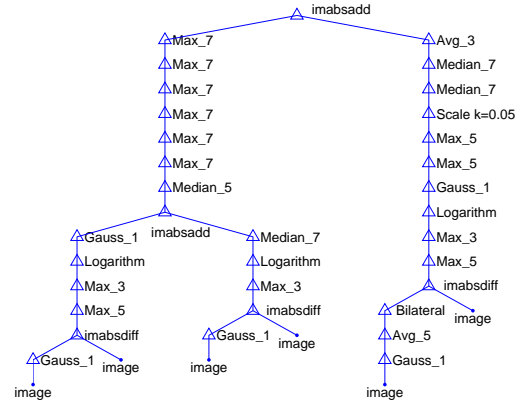 imabsadd
Max_7 Avg_3
Max_7 Median_7
Max_7 Median_7
Max_7 Scale k=0.05
Max_7 Max_5
Max_7 Max_5
Median_5 Gauss_1
imabsadd Logarithm
Gauss_1 Median_7 Max_3
Logarithm Logarithm Max_5
Max_3 Max_3 imabsdiff
Max_5 imabsdiff Bilateral image
imabsdiff Gauss_1 image Avg_5
Gauss_1 image image Gauss_1
image image